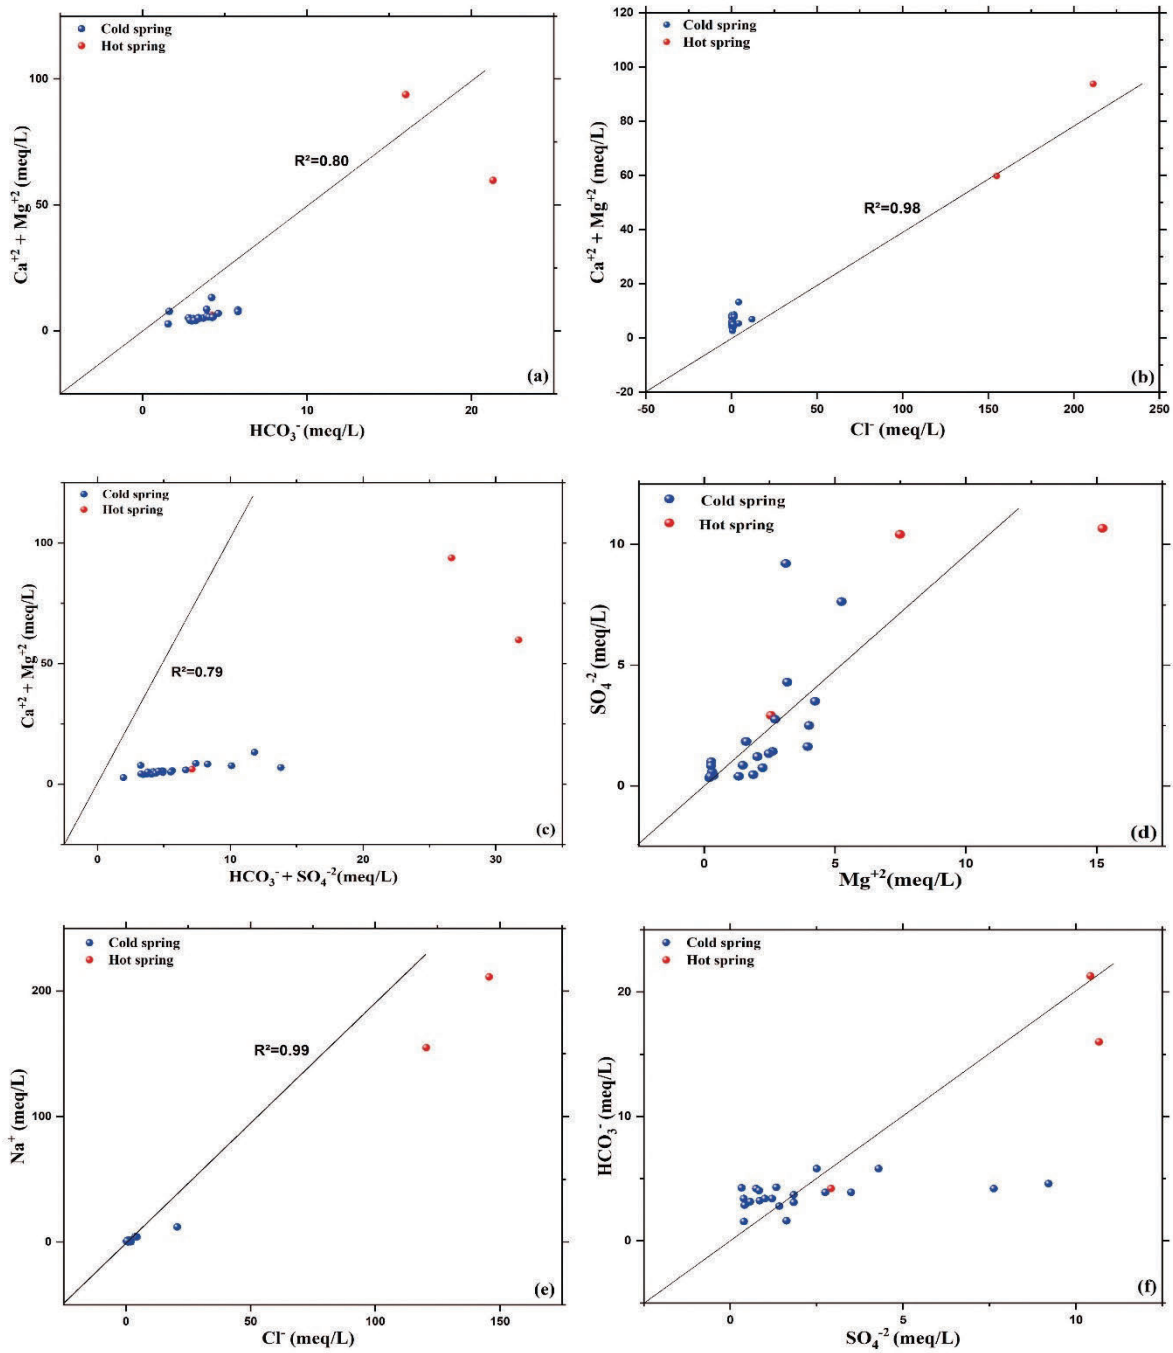 Cold spring
Hot spring
100
50
0
R²=0.80
Ca⁺² + Mg⁺² (meq/L)
0
10
20
HCO₃⁻ (meq/L)
(a)
Cold spring
Hot spring
120
100
80
60
40
20
0
-20
R²=0.98
Ca⁺² + Mg⁺² (meq/L)
-50
0
50
100
150
200
250
Cl⁻ (meq/L)
(b)
Cold spring
Hot spring
100
50
0
R²=0.79
Ca⁺² + Mg⁺² (meq/L)
0
10
20
30
HCO₃⁻ + SO₄⁻²(meq/L)
(c)
Cold spring
Hot spring
10
5
0
SO₄⁻² (meq/L)
0
5
10
15
Mg⁺²(meq/L)
(d)
Cold spring
Hot spring
200
100
0
R²=0.99
Na⁺ (meq/L)
0
50
100
150
Cl⁻ (meq/L)
(e)
Cold spring
Hot spring
20
10
0
HCO₃⁻ (meq/L)
0
5
10
SO₄⁻² (meq/L)
(f)